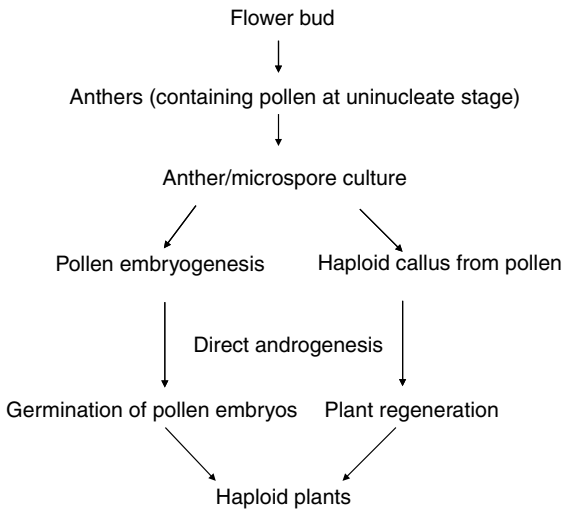 Flower bud
Anthers (containing pollen at uninucleate stage)
Anther/microspore culture
Pollen embryogenesis
Haploid callus from pollen
Direct androgenesis
Germination of pollen embryos
Plant regeneration
Haploid plants